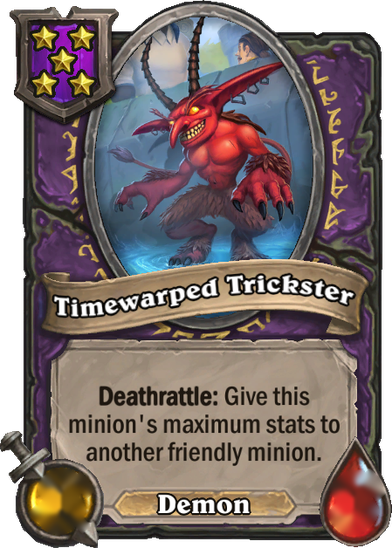 Timewarped Trickster
Deathrattle: Give this
minion's maximum stats to
another friendly minion.
Demon